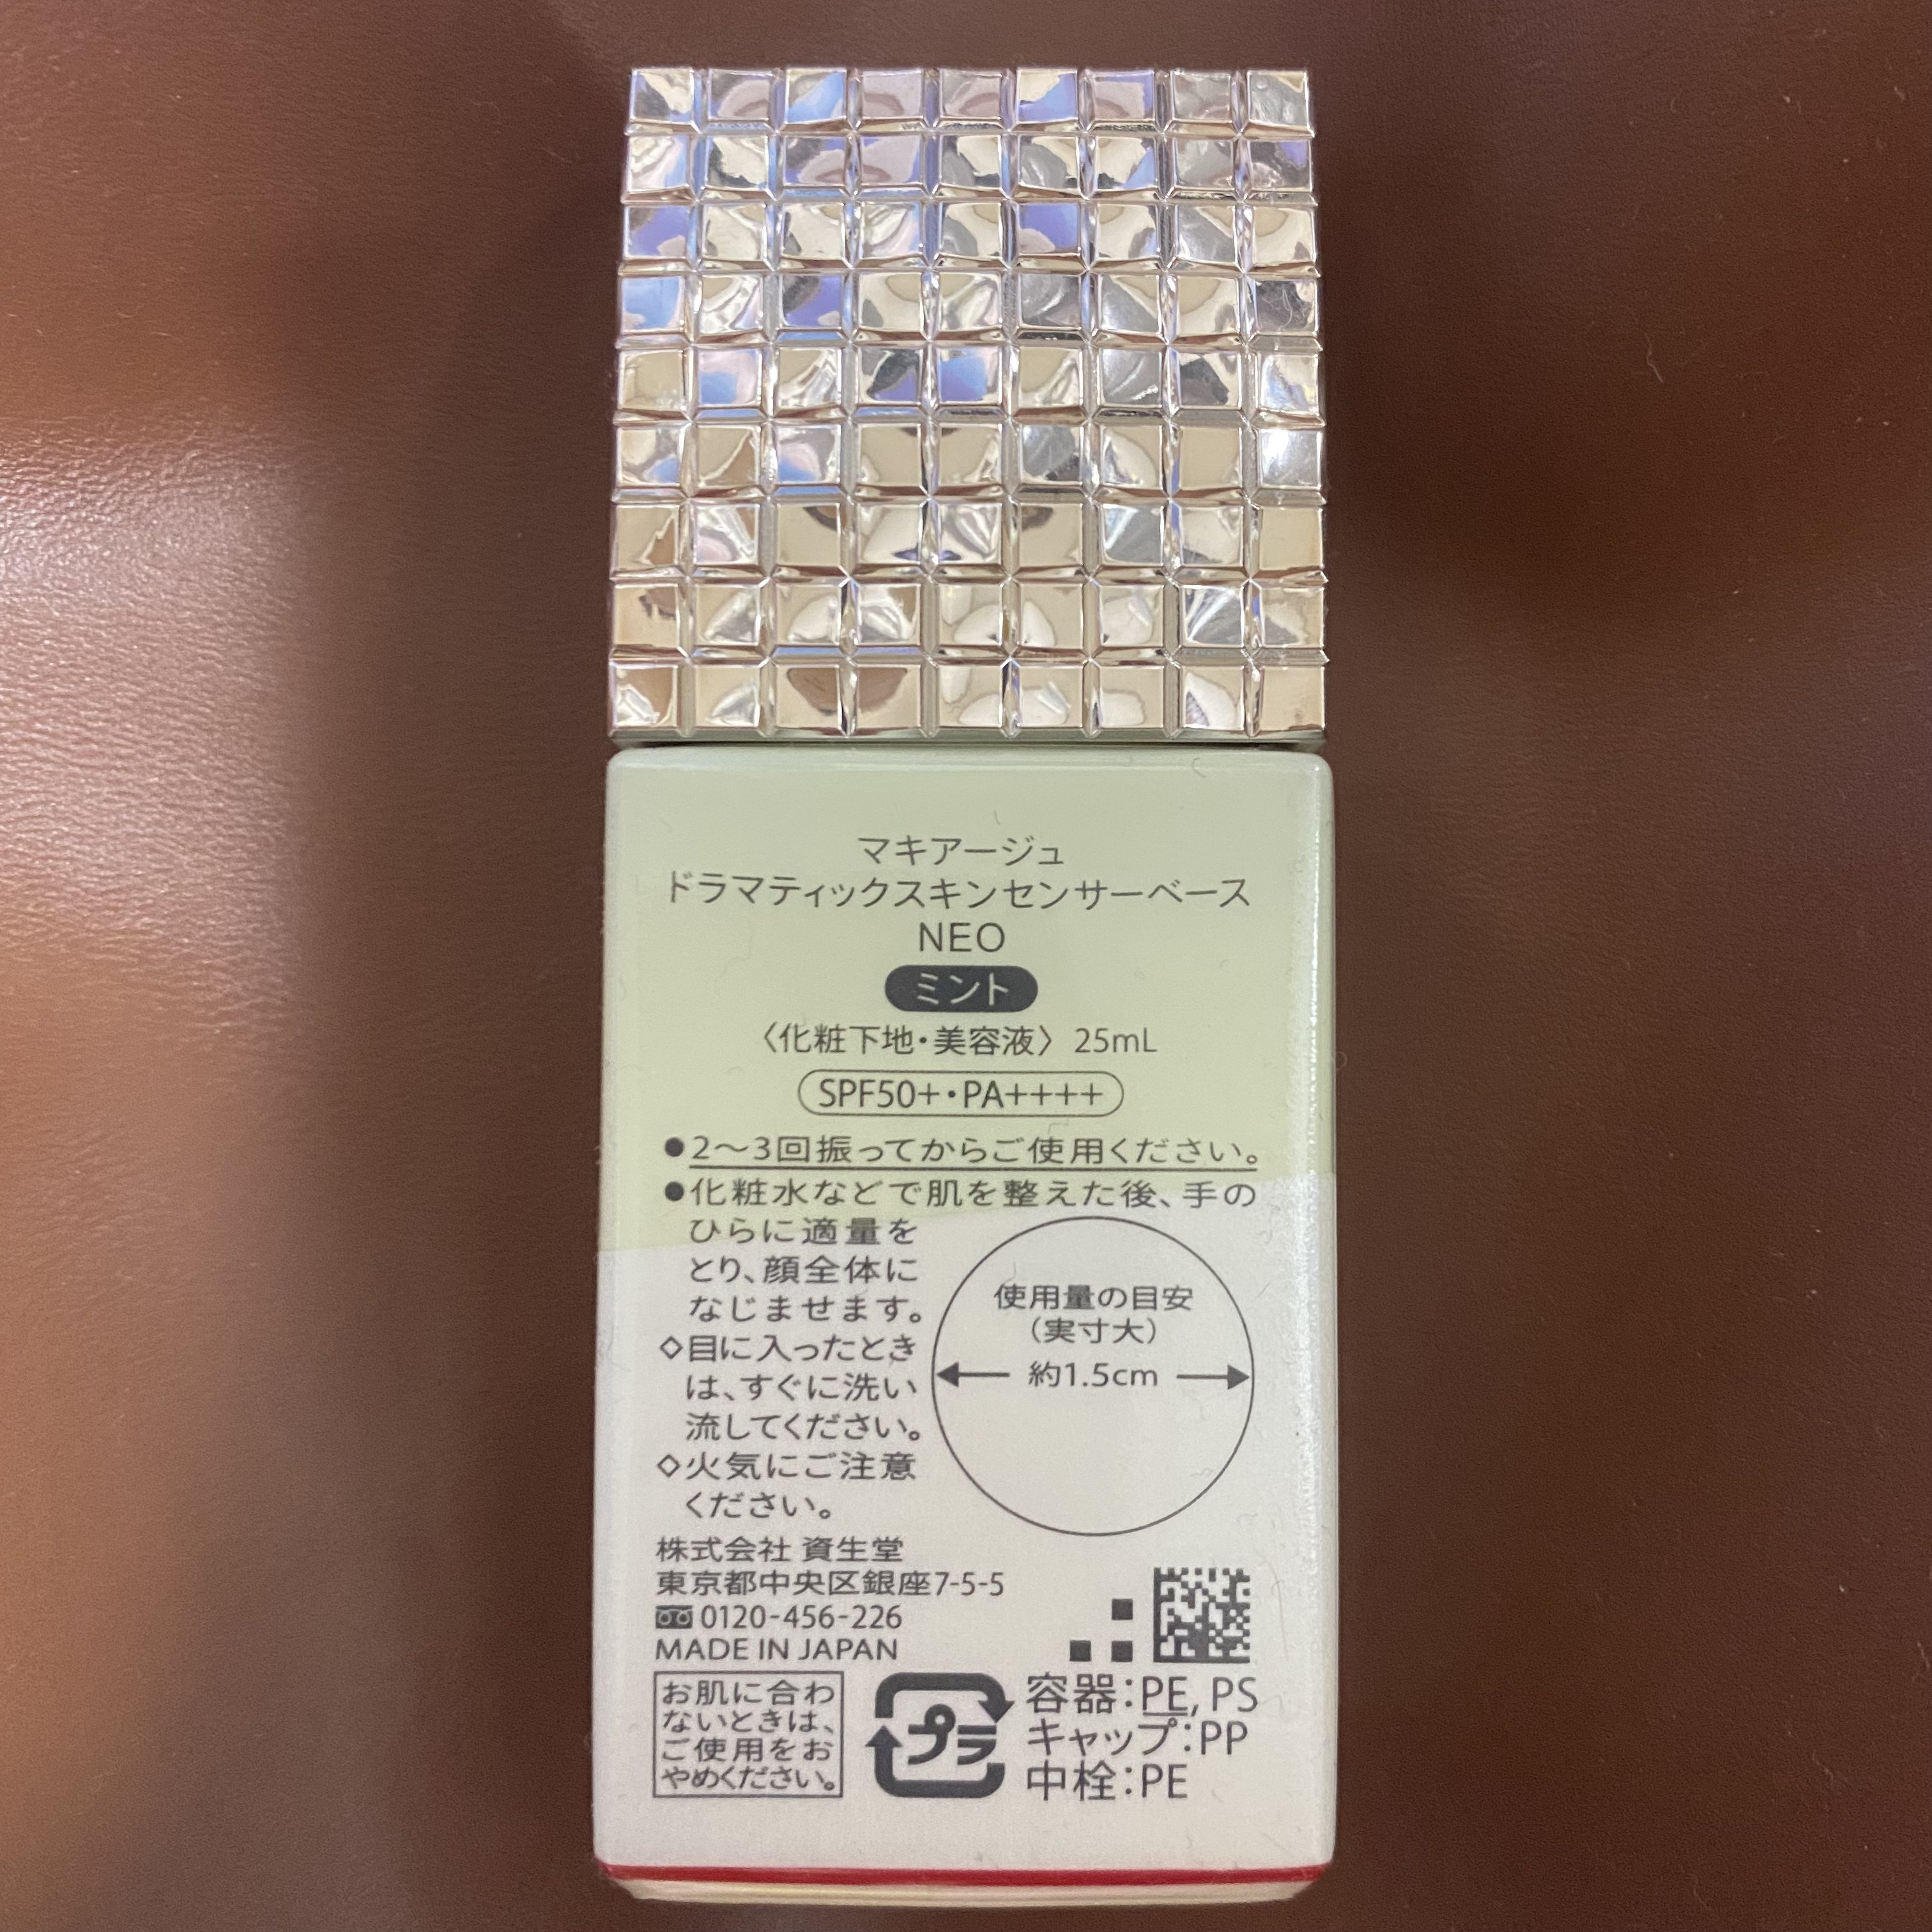 マキアージュ
ドラマティックスキンセンサーベース
NEO
ミント
〈化粧下地・美容液〉 25mL
SPF50+・PA++++
●2〜3回振ってからご使用ください。
●化粧水などで肌を整えた後、手の
ひらに適量を
とり、顔全体に
なじませます。
◇目に入ったとき
は、すぐに洗い
流してください。
◇火気にご注意
ください。
使用量の目安
（実寸大）
約1.5cm
株式会社 資生堂
東京都中央区銀座7-5-5
0120-456-226
MADE IN JAPAN
お肌に合わ
ないときは、
ご使用をお
やめください。
プラ
容器：PE, PS
キャップ：PP
中栓：PE